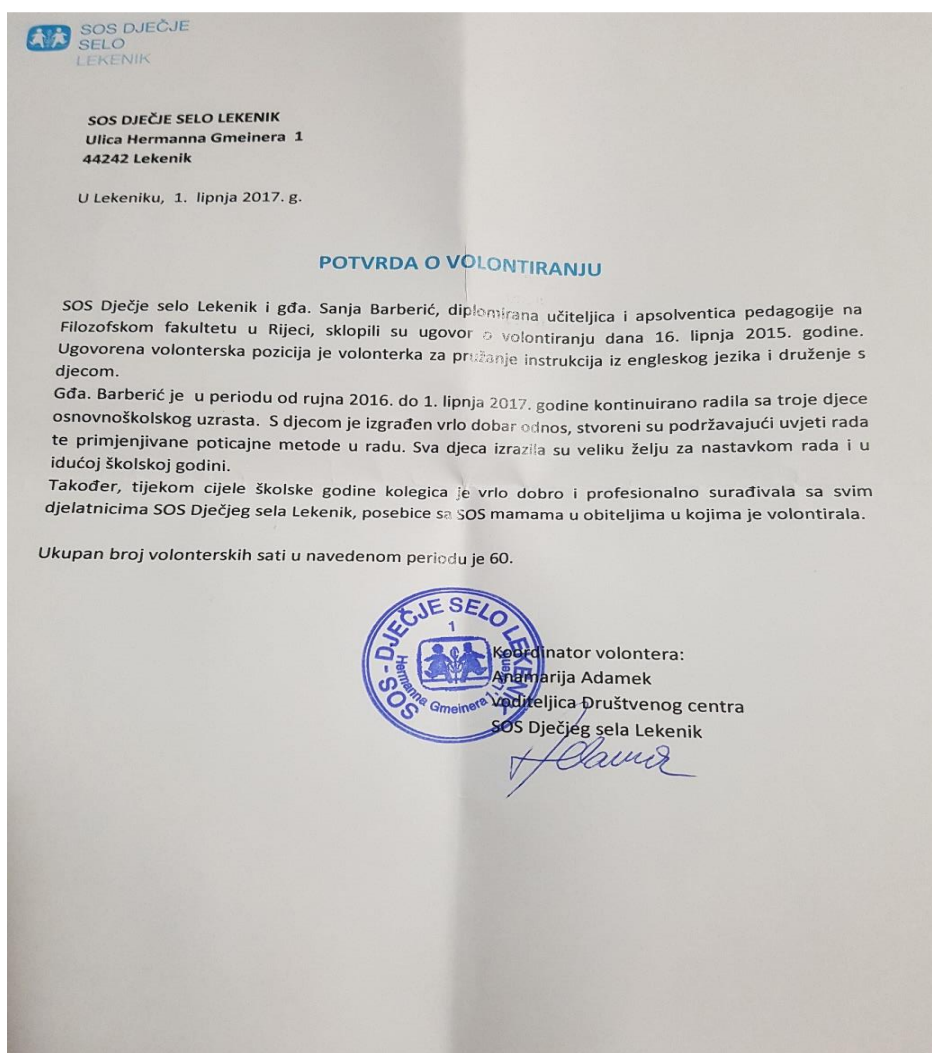 SOS DJEČJE
SELO
LEKENIK
SOS DJEČJE SELO LEKENIK
Ulica Hermanna Gmeinera 1
44242 Lekenik
U Lekeniku, 1. lipnja 2017. g.
POTVRDA O VOLONTIRANJU
SOS Dječje selo Lekenik i gđa. Sanja Barberić, diplomirana učiteljica i apsolventica pedagogije na
Filozofskom fakultetu u Rijeci, sklopili su ugovor o volontiranju dana 16. lipnja 2015. godine.
Ugovorena volonterska pozicija je volonterka za pružanje instrukcija iz engleskog jezika i druženje s
djecom.
Gđa. Barberić je u periodu od rujna 2016. do 1. lipnja 2017. godine kontinuirano radila sa troje djece
osnovnoškolskog uzrasta. S djecom je izgrađen vrlo dobar odnos, stvoreni su podržavajući uvjeti rada
te primjenjivane poticajne metode u radu. Sva djeca izrazila su veliku želju za nastavkom rada i u
idućoj školskoj godini.
Također, tijekom cijele školske godine kolegica je vrlo dobro i profesionalno surađivala sa svim
djelatnicima SOS Dječjeg sela Lekenik, posebice sa SOS mamama u obiteljima u kojima je volontirala.
Ukupan broj volonterskih sati u navedenom periodu je 60.
SOS - DJEČJE SELO LEKENIK
1
Hermanna Gmeinera 1, Lekenik
Koordinator volontera:
Anamarija Adamek
Voditeljica Društvenog centra
SOS Dječjeg sela Lekenik